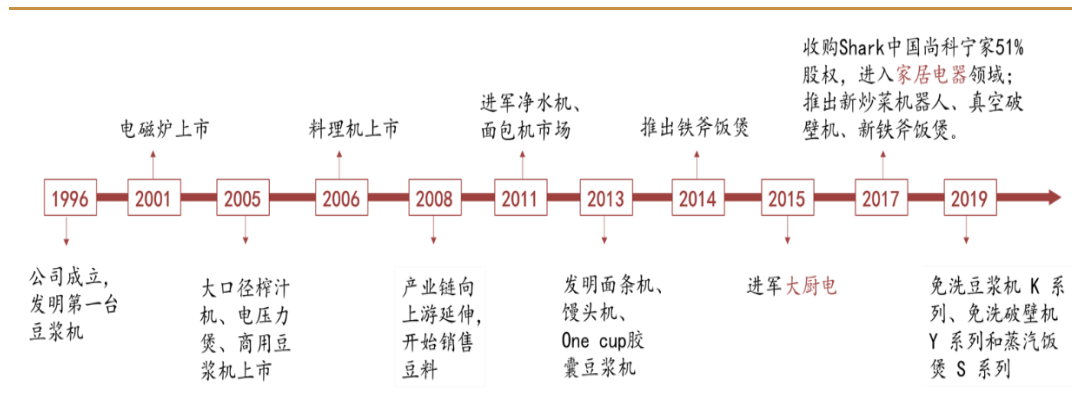 收购Shark中国尚科宁家51%
股权，进入家居电器领域；
推出新炒菜机器人、真空破
壁机、新铁釜饭煲。
进军净水机、
面包机市场
电磁炉上市
料理机上市
推出铁釜饭煲
1996
2001
2005
2006
2008
2011
2013
2014
2015
2017
2019
公司成立，
发明第一台
豆浆机
大口径榨汁
机、电压力
煲、商用豆
浆机上市
产业链向
上游延伸，
开始销售
豆料
发明面条机、
馒头机、
One cup胶
囊豆浆机
进军大厨电
免洗豆浆机 K 系
列、免洗破壁机
Y 系列和蒸汽饭
煲 S 系列